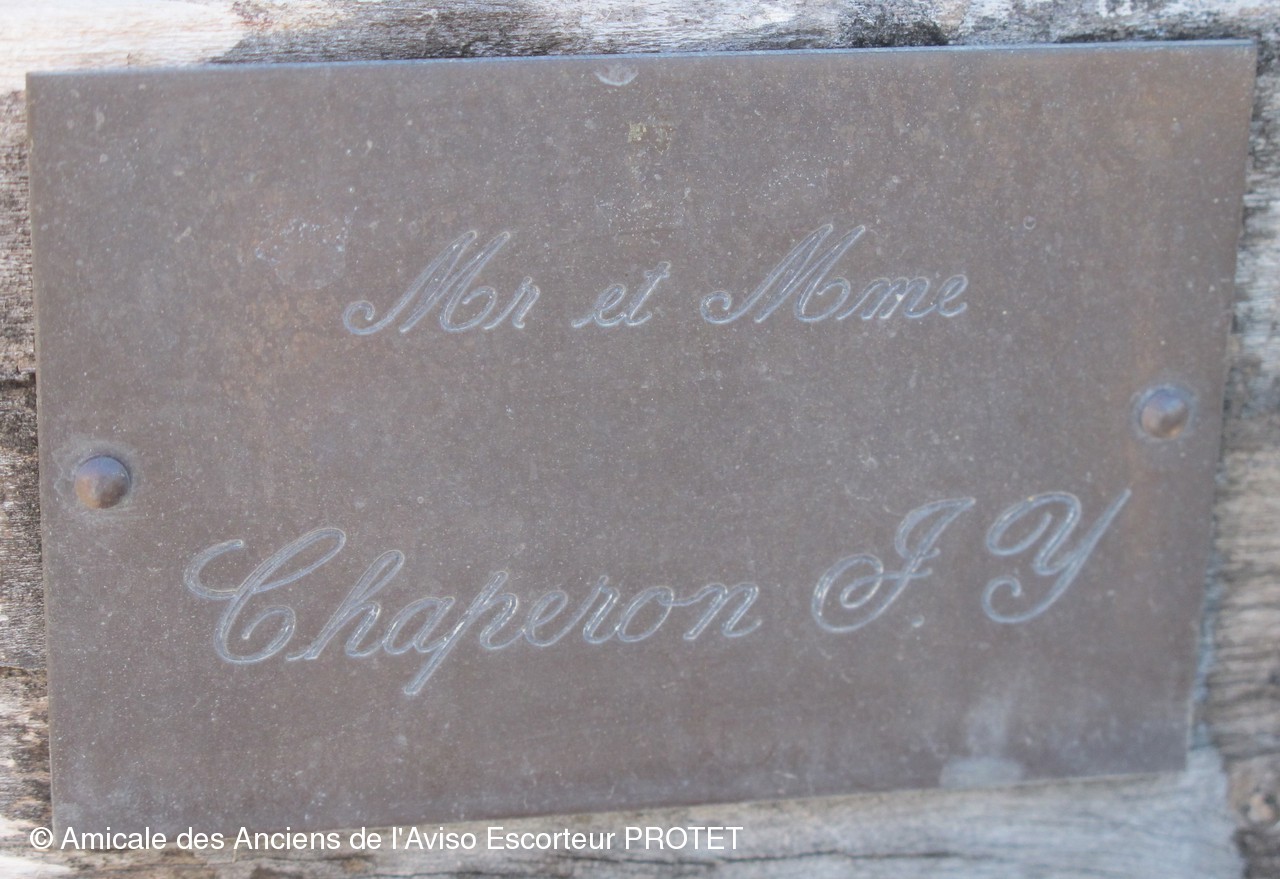 Mr et Mme
Chaperon J.Y
© Amicale des Anciens de l'Aviso Escorteur PROTET